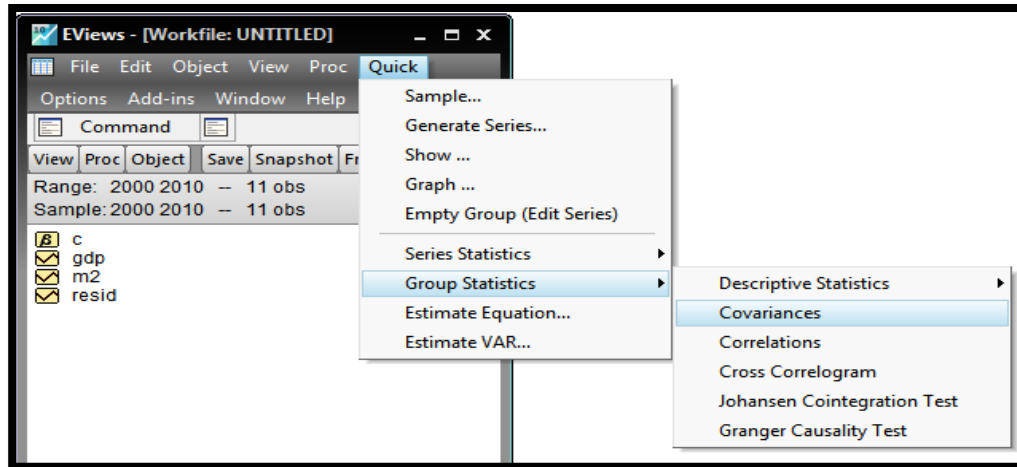 EViews - [Workfile: UNTITLED]
File Edit Object View Proc Quick
Options Add-ins Window Help
Command
View Proc Object Save Snapshot Fr
Range: 2000 2010 -- 11 obs
Sample: 2000 2010 -- 11 obs
c
gdp
m2
resid
Sample...
Generate Series...
Show ...
Graph ...
Empty Group (Edit Series)
Series Statistics
Group Statistics
Estimate Equation...
Estimate VAR...
Descriptive Statistics
Covariances
Correlations
Cross Correlogram
Johansen Cointegration Test
Granger Causality Test